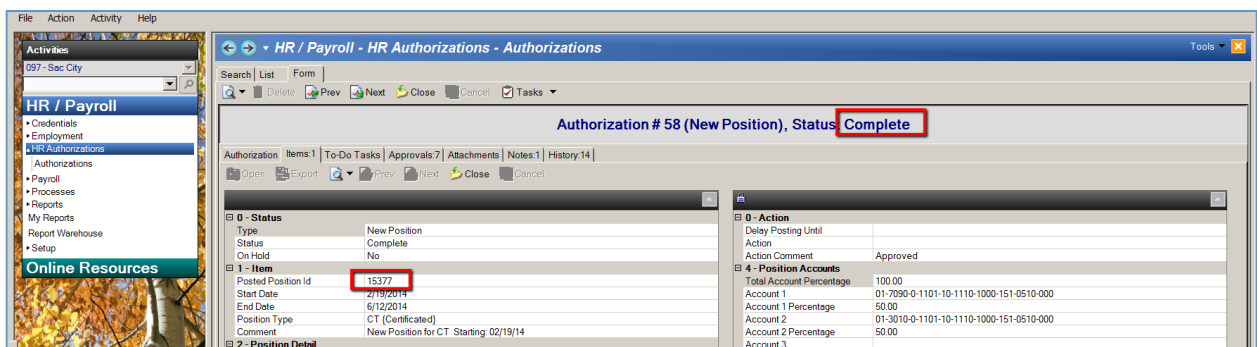 File Action Activity Help
Activities
097 - Sac City
HR / Payroll
Credentials
Employment
HR Authorizations
Authorizations
Payroll
Processes
Reports
My Reports
Report Warehouse
Setup
Online Resources
HR / Payroll - HR Authorizations - Authorizations Tools
Search List Form
Delete Prev Next Close Cancel Tasks
Authorization # 58 (New Position), Status: Complete
Authorization Items:1 To-Do Tasks Approvals:7 Attachments Notes:1 History:14
Open Export Prev Next Close Cancel
0 - Status
Type New Position
Status Complete
On Hold No
1 - Item
Posted Position Id 15377
Start Date 2/19/2014
End Date 6/12/2014
Position Type CT {Certificated}
Comment New Position for CT Starting: 02/19/14
2 - Position Detail
0 - Action
Delay Posting Until
Action
Action Comment Approved
4 - Position Accounts
Total Account Percentage 100.00
Account 1 01-7090-0-1101-10-1110-1000-151-0510-000
Account 1 Percentage 50.00
Account 2 01-3010-0-1101-10-1110-1000-151-0510-000
Account 2 Percentage 50.00
Account 3